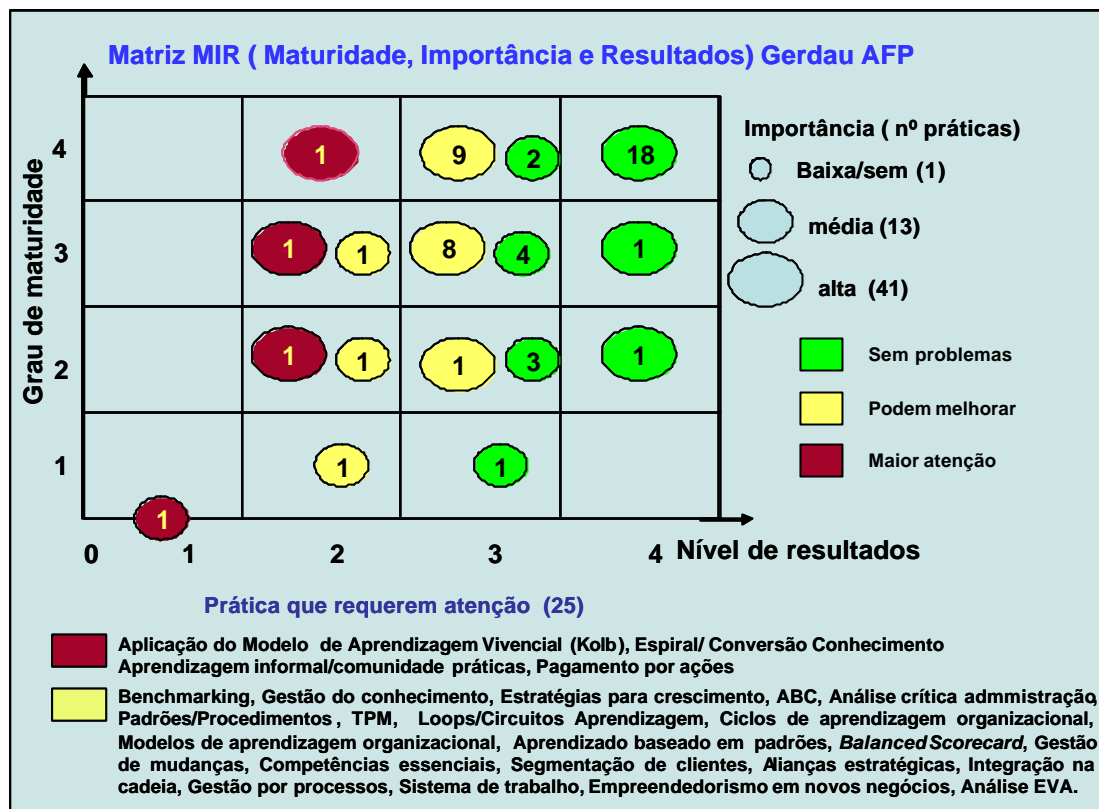 Matriz MIR ( Maturidade, Importância e Resultados) Gerdau AFP
Grau de maturidade
4
1
9
2
18
3
1
1
8
4
1
2
1
1
1
3
1
1
1
1
1
0
1
2
3
4
Nível de resultados
Importância ( nº práticas)
Baixa/sem (1)
média (13)
alta (41)
Sem problemas
Podem melhorar
Maior atenção
Prática que requerem atenção (25)
Aplicação do Modelo de Aprendizagem Vivencial (Kolb), Espiral/ Conversão Conhecimento
Aprendizagem informal/comunidade práticas, Pagamento por ações
Benchmarking, Gestão do conhecimento, Estratégias para crescimento, ABC, Análise crítica admmistração,
Padrões/Procedimentos , TPM, Loops/Circuitos Aprendizagem, Ciclos de aprendizagem organizacional,
Modelos de aprendizagem organizacional, Aprendizado baseado em padrões, Balanced Scorecard, Gestão
de mudanças, Competências essenciais, Segmentação de clientes, Alianças estratégicas, Integração na
cadeia, Gestão por processos, Sistema de trabalho, Empreendedorismo em novos negócios, Análise EVA.